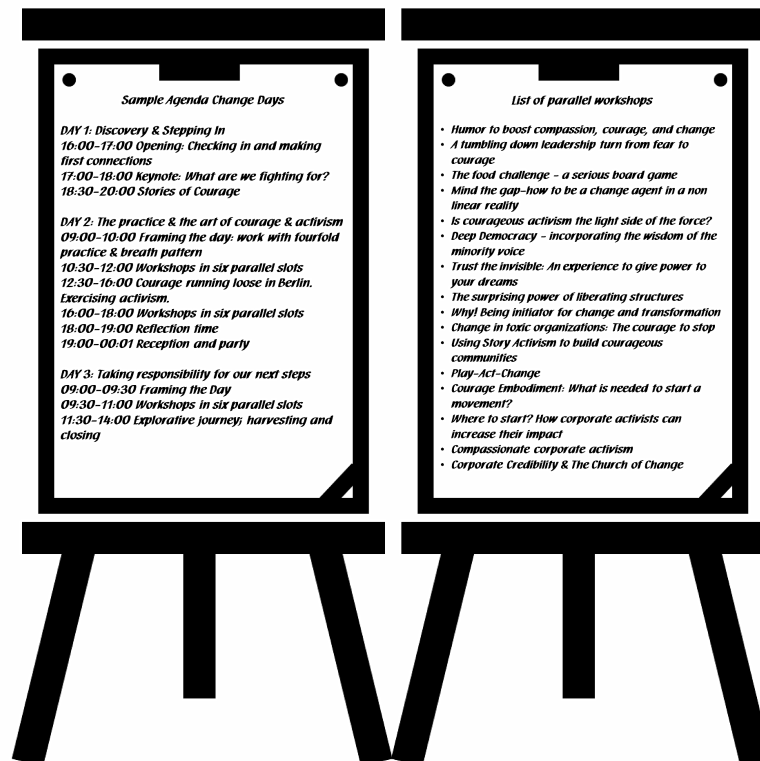 Sample Agenda Change Days
DAY 1: Discovery & Stepping In
16:00-17:00 Opening: Checking in and making
first connections
17:00-18:00 Keynote: What are we fighting for?
18:30-20:00 Stories of Courage
DAY 2: The practice & the art of courage & activism
09:00-10:00 Framing the day: work with fourfold
practice & breath pattern
10:30-12:00 Workshops in six parallel slots
12:30-16:00 Courage running loose in Berlin.
Exercising activism.
16:00-18:00 Workshops in six parallel slots
18:00-19:00 Reflection time
19:00-00:01 Reception and party
DAY 3: Taking responsibility for our next steps
09:00-09:30 Framing the Day
09:30-11:00 Workshops in six parallel slots
11:30-14:00 Explorative journey; harvesting and
closing
List of parallel workshops
• Humor to boost compassion, courage, and change
• A tumbling down leadership turn from fear to
courage
• The food challenge - a serious board game
• Mind the gap-how to be a change agent in a non
linear reality
• Is courageous activism the light side of the force?
• Deep Democracy - incorporating the wisdom of the
minority voice
• Trust the invisible: An experience to give power to
your dreams
• The surprising power of liberating structures
• Why! Being initiator for change and transformation
• Change in toxic organizations: The courage to stop
• Using Story Activism to build courageous
communities
• Play-Act-Change
• Courage Embodiment: What is needed to start a
movement?
• Where to start? How corporate activists can
increase their impact
• Compassionate corporate activism
• Corporate Credibility & The Church of Change